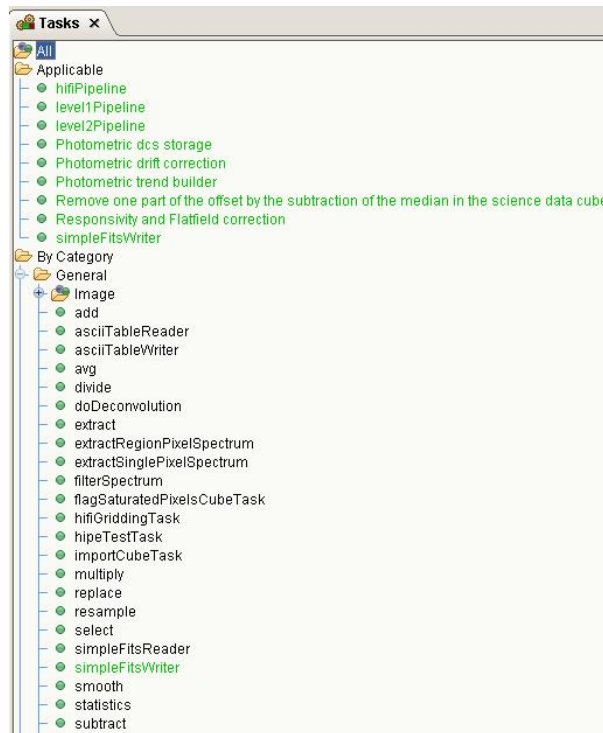 Tasks ×
All
Applicable
hifiPipeline
level1Pipeline
level2Pipeline
Photometric dcs storage
Photometric drift correction
Photometric trend builder
Remove one part of the offset by the subtraction of the median in the science data cube
Responsivity and Flatfield correction
simpleFitsWriter
By Category
General
Image
add
asciiTableReader
asciiTableWriter
avg
divide
doDeconvolution
extract
extractRegionPixelSpectrum
extractSinglePixelSpectrum
filterSpectrum
flagSaturatedPixelsCubeTask
hifiGriddingTask
hipeTestTask
importCubeTask
multiply
replace
resample
select
simpleFitsReader
simpleFitsWriter
smooth
statistics
subtract